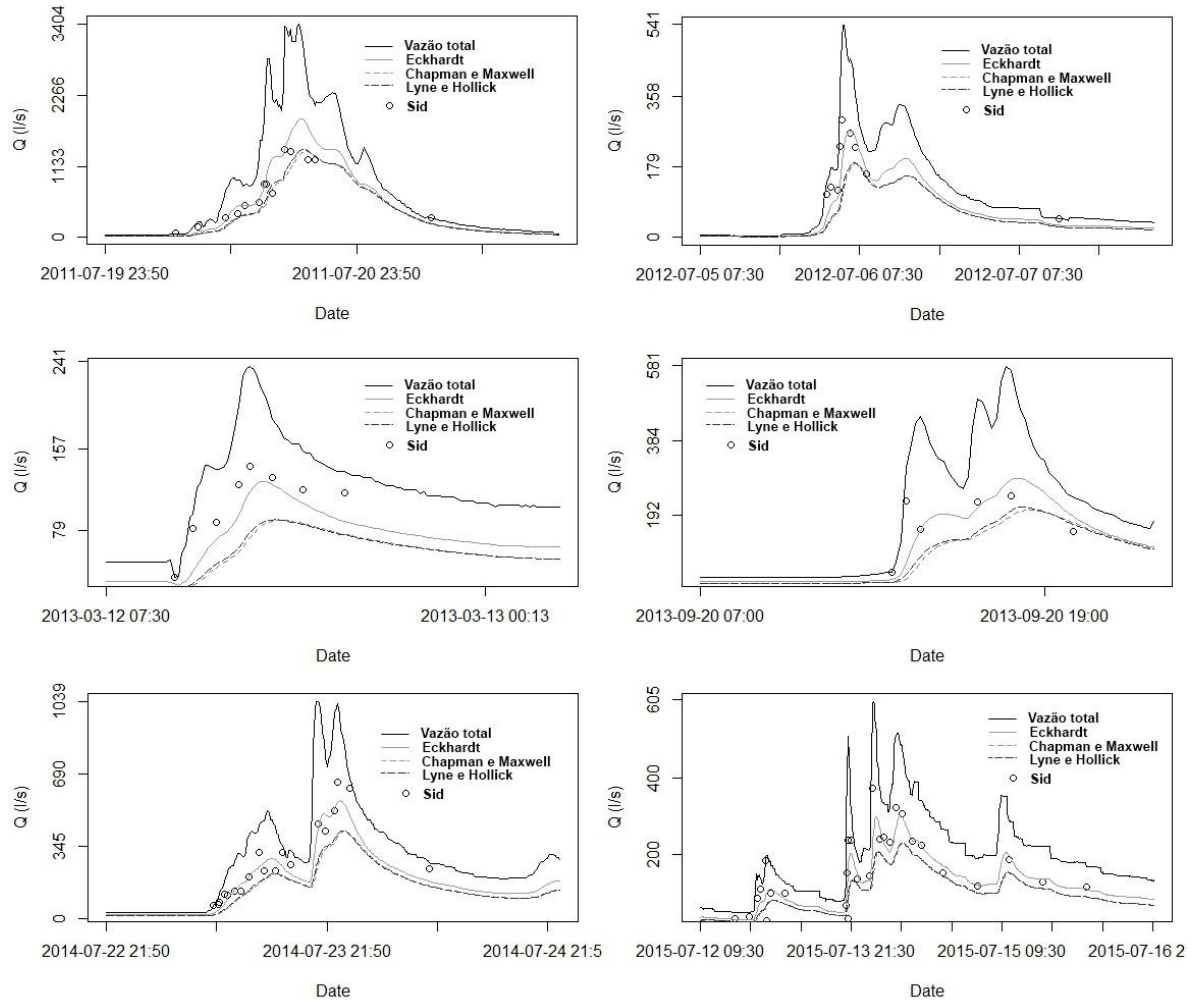 3404
2266
1133
0
Q (l/s)
Vazão total
Eckhardt
Chapman e Maxwell
Lyne e Hollick
Sid
2011-07-19 23:50
2011-07-20 23:50
Date
541
358
179
0
Q (l/s)
Vazão total
Eckhardt
Chapman e Maxwell
Lyne e Hollick
Sid
2012-07-05 07:30
2012-07-06 07:30
2012-07-07 07:30
Date
241
157
79
Q (l/s)
Vazão total
Eckhardt
Chapman e Maxwell
Lyne e Hollick
Sid
2013-03-12 07:30
2013-03-13 00:13
Date
581
384
192
Q (l/s)
Vazão total
Eckhardt
Chapman e Maxwell
Lyne e Hollick
Sid
2013-09-20 07:00
2013-09-20 19:00
Date
1039
690
345
0
Q (l/s)
Vazão total
Eckhardt
Chapman e Maxwell
Lyne e Hollick
Sid
2014-07-22 21:50
2014-07-23 21:50
2014-07-24 21:5
Date
605
400
200
Q (l/s)
Vazão total
Eckhardt
Chapman e Maxwell
Lyne e Hollick
Sid
2015-07-12 09:30
2015-07-13 21:30
2015-07-15 09:30
2015-07-16 2
Date